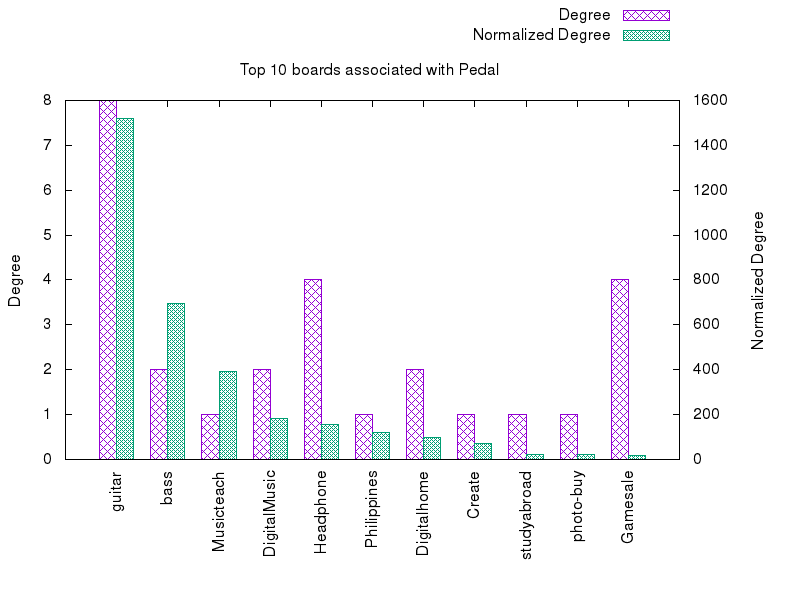 Degree
Normalized Degree
Top 10 boards associated with Pedal
8
7
6
5
4
3
2
1
0
1600
1400
1200
1000
800
600
400
200
0
Degree
Normalized Degree
guitar
bass
Musicteach
DigitalMusic
Headphone
Philippines
Digitalhome
Create
studyabroad
photo-buy
Gamesale